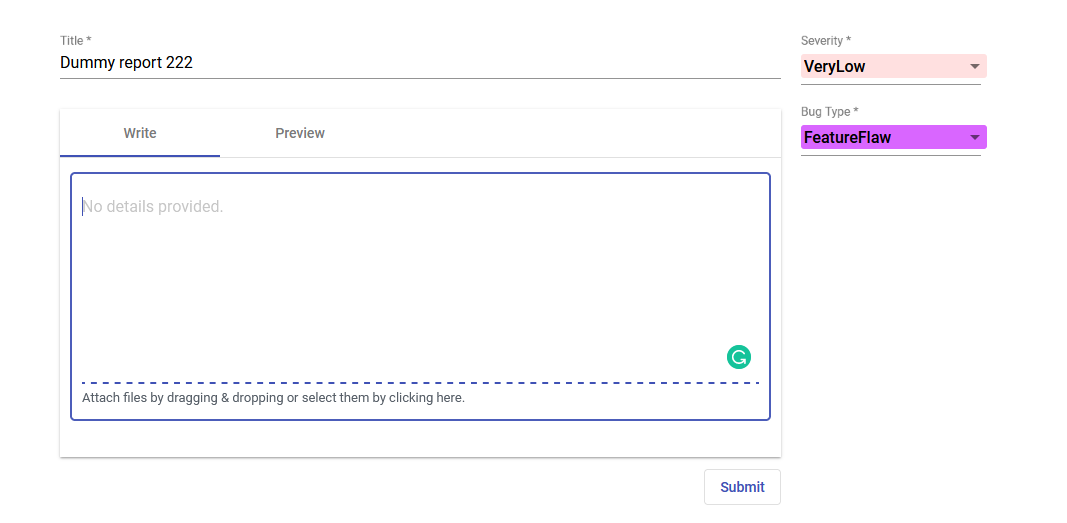 Title *
Dummy report 222
Severity *
VeryLow
Bug Type *
FeatureFlaw
Write
Preview
No details provided.
Attach files by dragging & dropping or select them by clicking here.
Submit